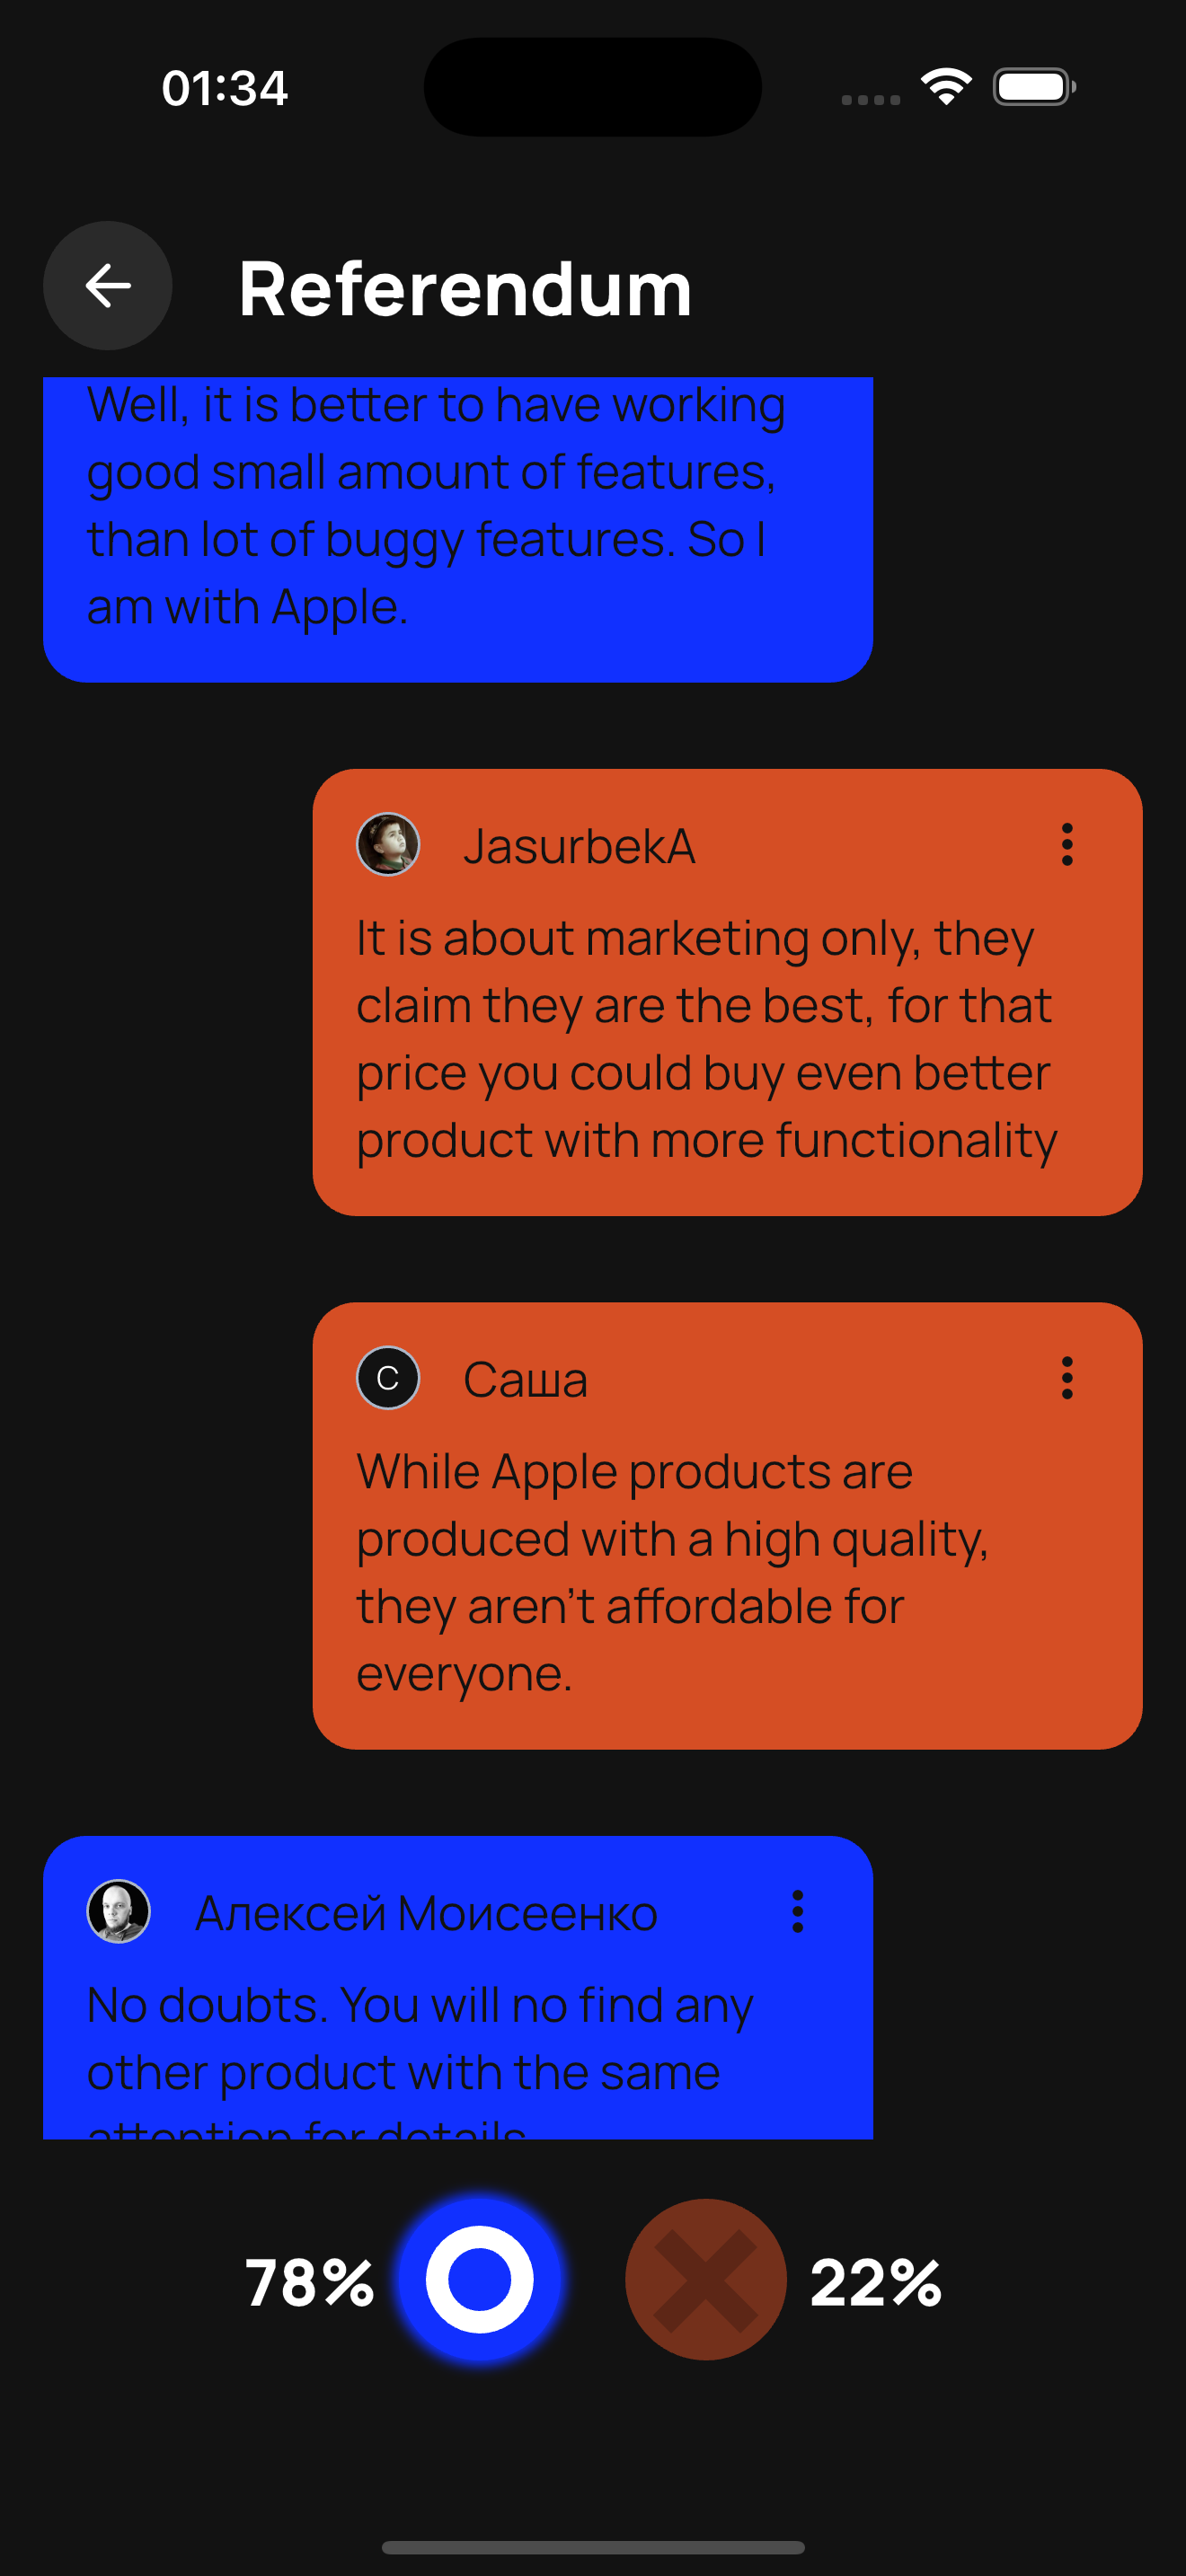 01:34
Referendum
Well, it is better to have working
good small amount of features,
than lot of buggy features. So I
am with Apple.
JasurbekA
It is about marketing only, they
claim they are the best, for that
price you could buy even better
product with more functionality
С Саша
While Apple products are
produced with a high quality,
they aren't affordable for
everyone.
Алексей Моисеенко
No doubts. You will no find any
other product with the same
attention for details
78% 22%